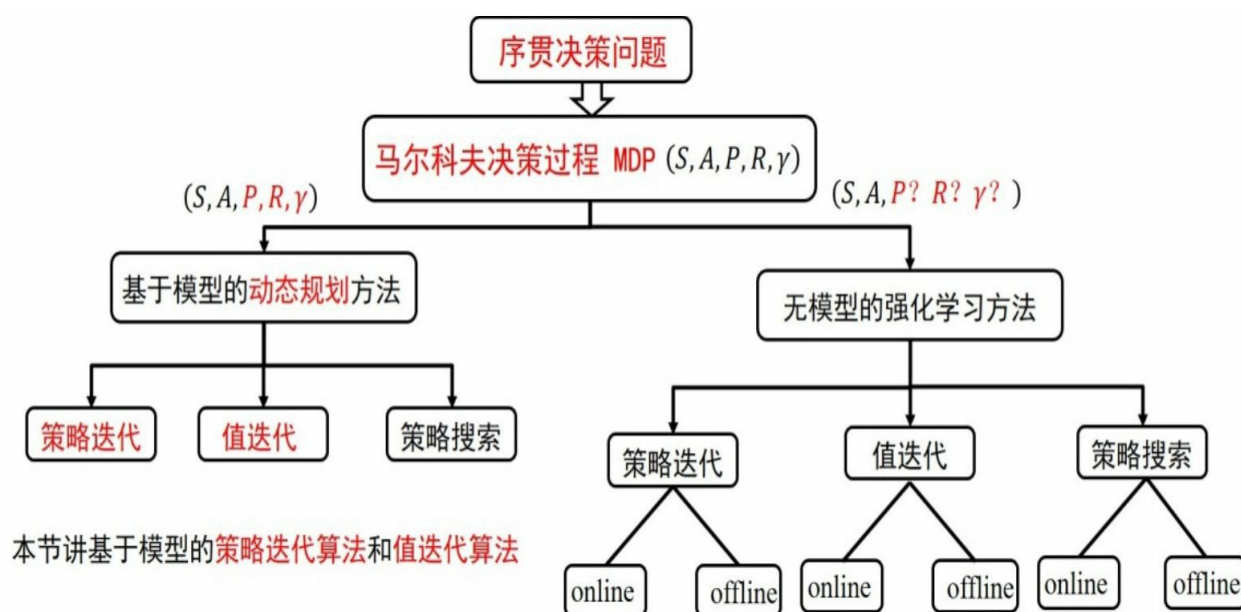 序贯决策问题
马尔科夫决策过程 MDP (S, A, P, R, γ)
(S, A, P, R, γ)
(S, A, P? R? γ? )
基于模型的动态规划方法
无模型的强化学习方法
策略迭代
值迭代
策略搜索
策略迭代
值迭代
策略搜索
本节讲基于模型的策略迭代算法和值迭代算法
online
offline
online
offline
online
offline